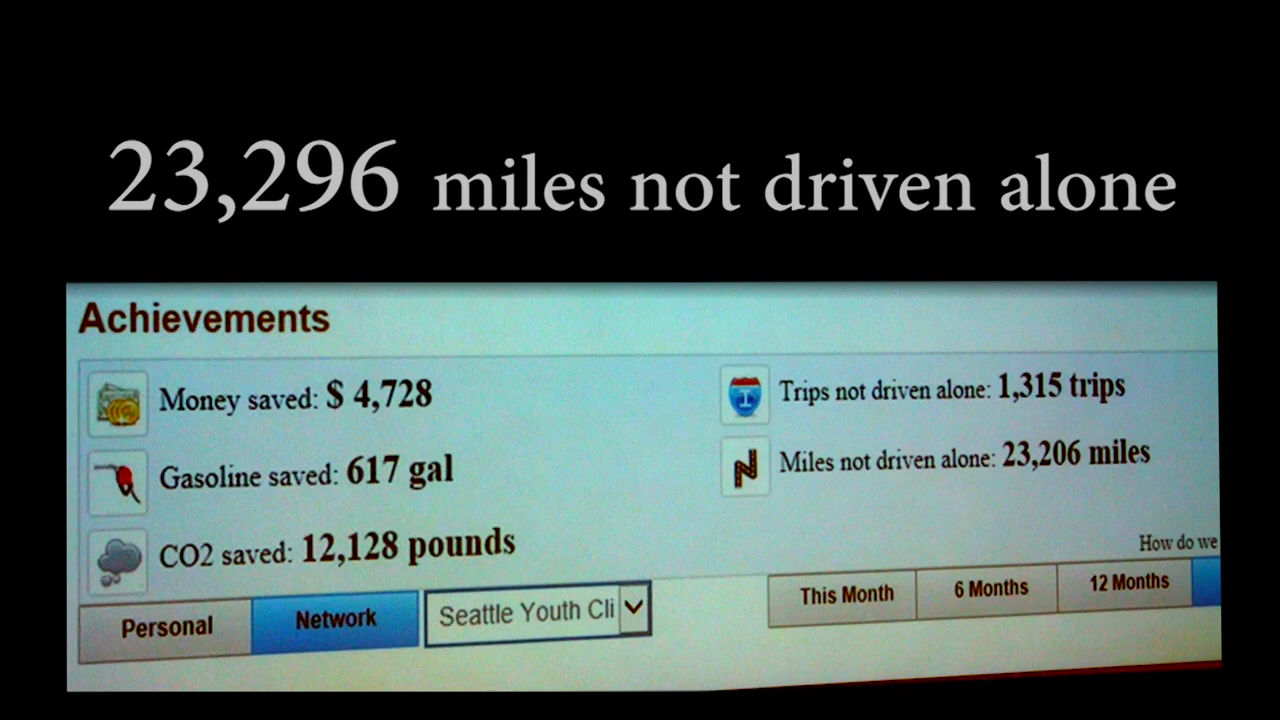 23,296 miles not driven alone
Achievements
Money saved: $ 4,728
Trips not driven alone: 1,315 trips
Gasoline saved: 617 gal
Miles not driven alone: 23,206 miles
CO2 saved: 12,128 pounds
How do we
Personal Network Seattle Youth Cli This Month 6 Months 12 Months